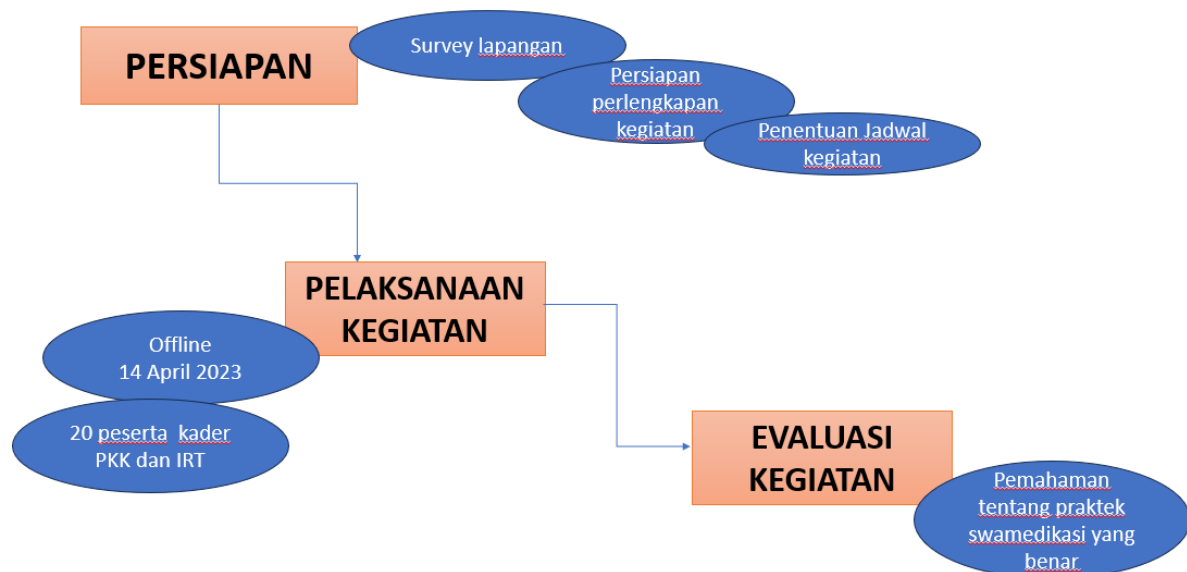 PERSIAPAN
Survey lapangan
Persiapan
perlengkapan
kegiatan
Penentuan Jadwal
kegiatan
PELAKSANAAN
KEGIATAN
Offline
14 April 2023
20 peserta  kader
PKK dan IRT
EVALUASI
KEGIATAN
Pemahaman
tentang praktek
swamedikasi yang
benar